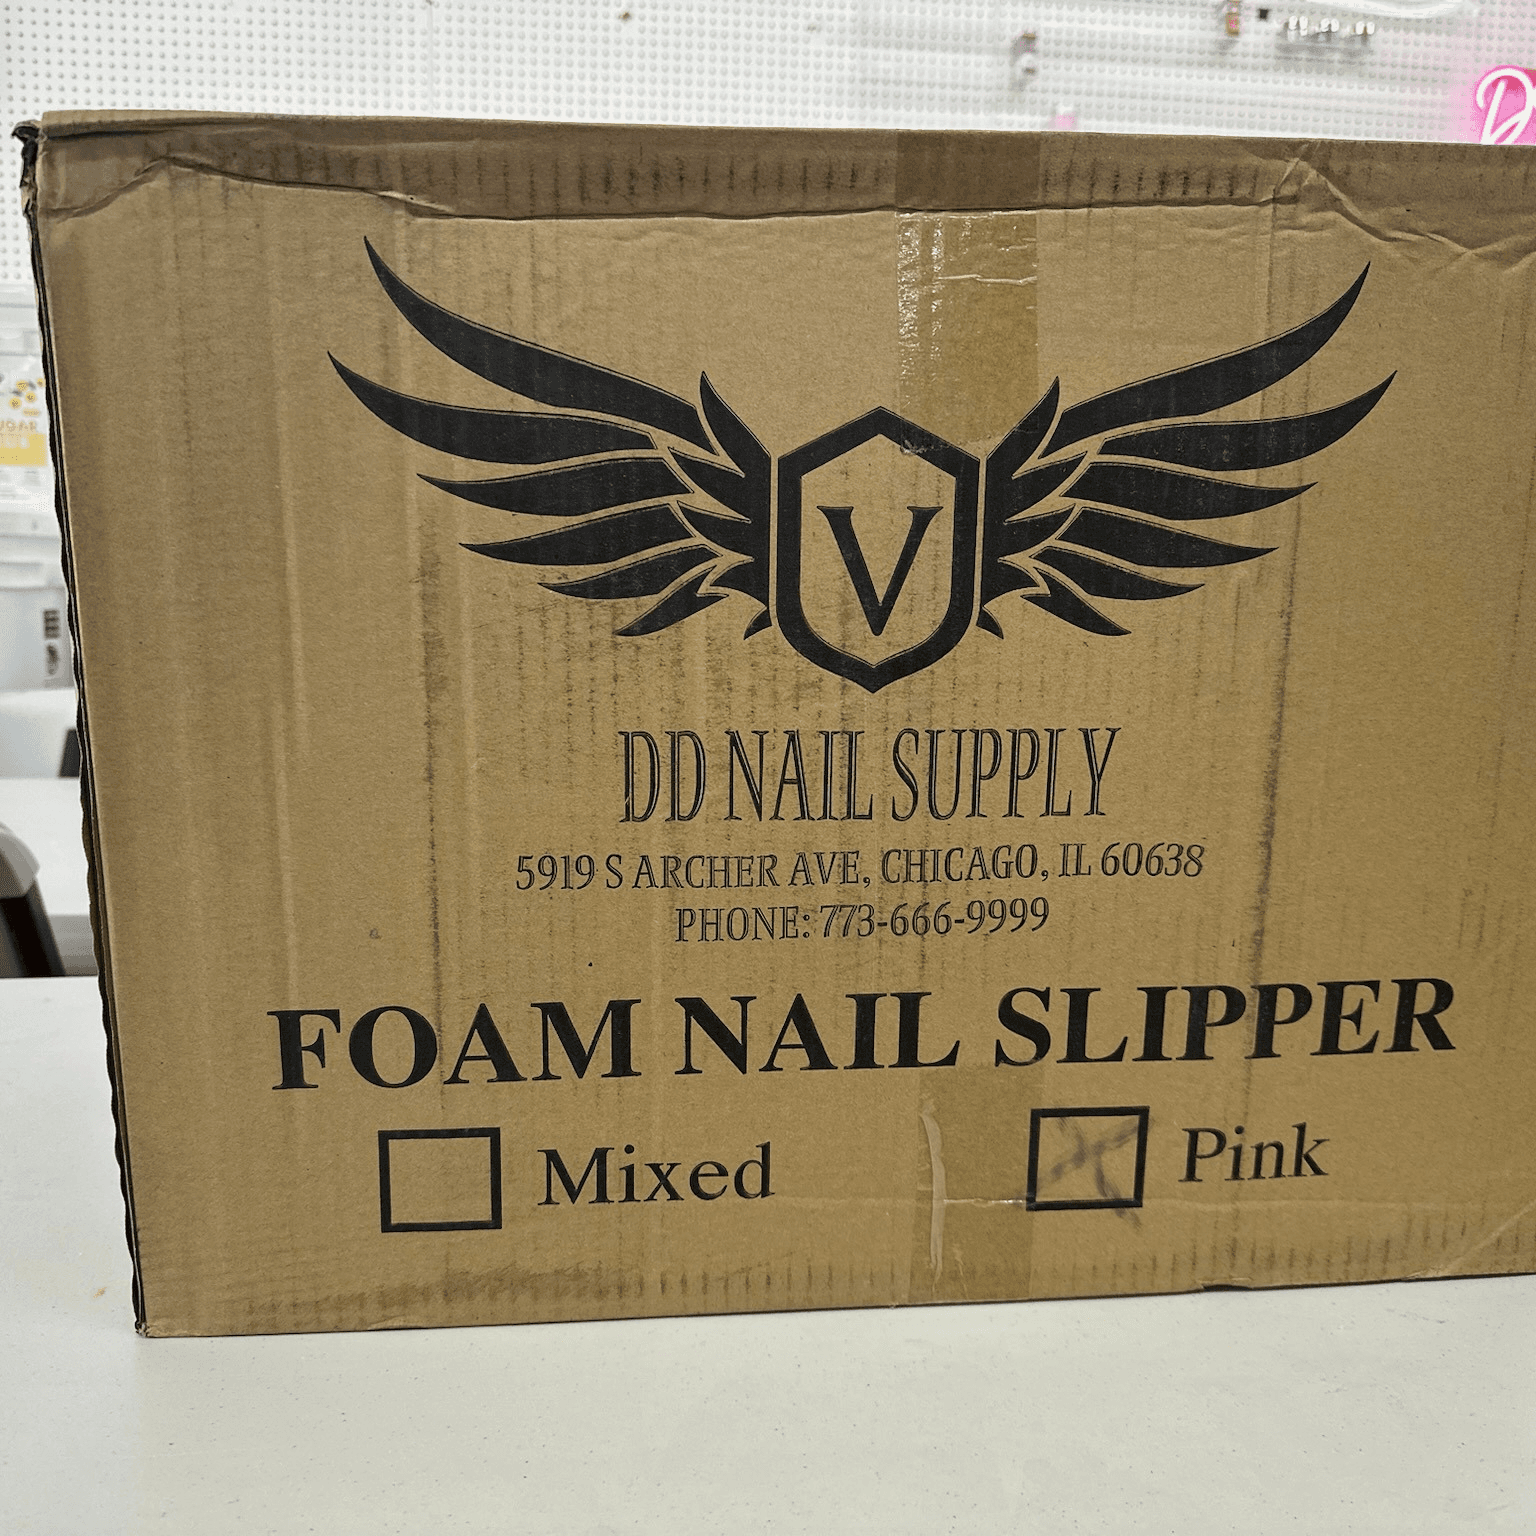 V
DD NAIL SUPPLY
5919 S ARCHER AVE, CHICAGO, IL 60638
PHONE: 773-666-9999
FOAM NAIL SLIPPER
Mixed
Pink